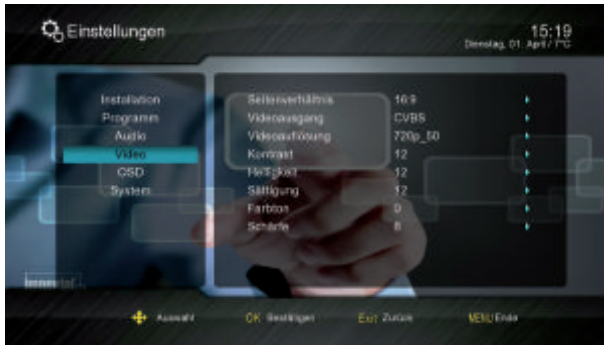 Einstellungen
15:19
Dienstag, 01. April /
Installation
Programm
Audio
Video
OSD
System
Seitenverhältnis 16:9
Videoausgang CVBS
Videoauflösung 720p_50
Kontrast 12
Helligkeit 12
Sättigung 12
Farbton 0
Schärfe 8
Auswahl OK Bestätigen Exit Zurück MENU Ende